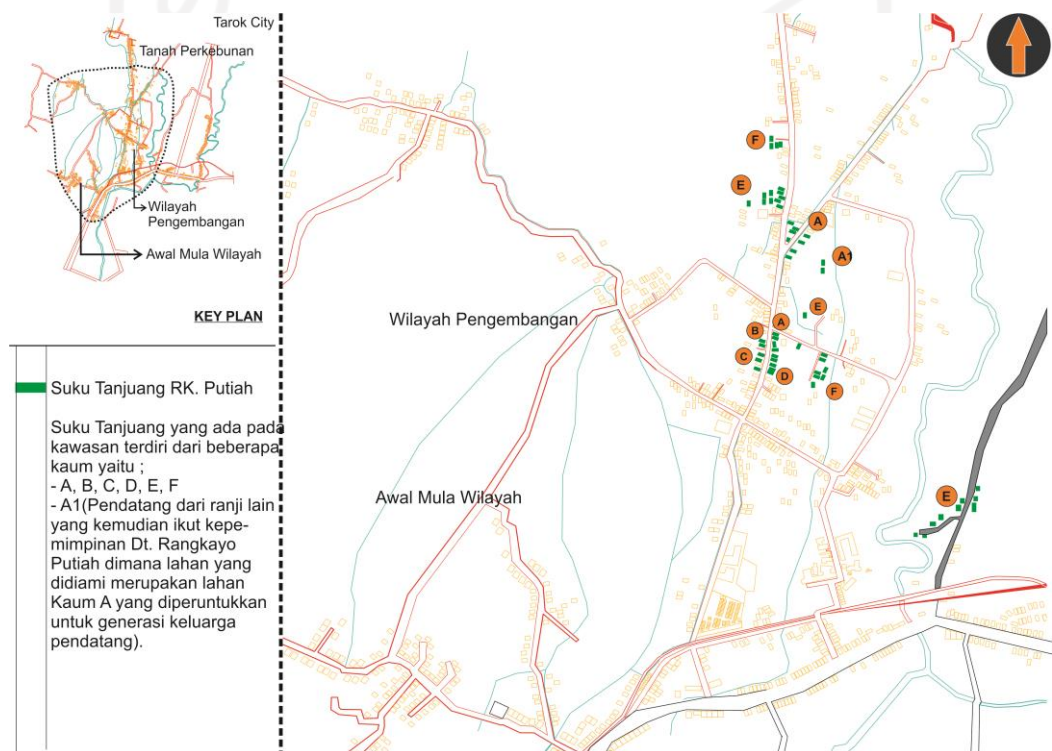 Tarok City
Tanah Perkebunan
Wilayah
Pengembangan
Awal Mula Wilayah
KEY PLAN
Suku Tanjuang RK. Putiah
Suku Tanjuang yang ada pada
kawasan terdiri dari beberapa
kaum yaitu ;
- A, B, C, D, E, F
- A1(Pendatang dari ranji lain
yang kemudian ikut kepe-
mimpinan Dt. Rangkayo
Putiah dimana lahan yang
didiami merupakan lahan
Kaum A yang diperuntukkan
untuk generasi keluarga
pendatang).
F
E
A
A1
E
Wilayah Pengembangan
A
B
C
D
F
Awal Mula Wilayah
E